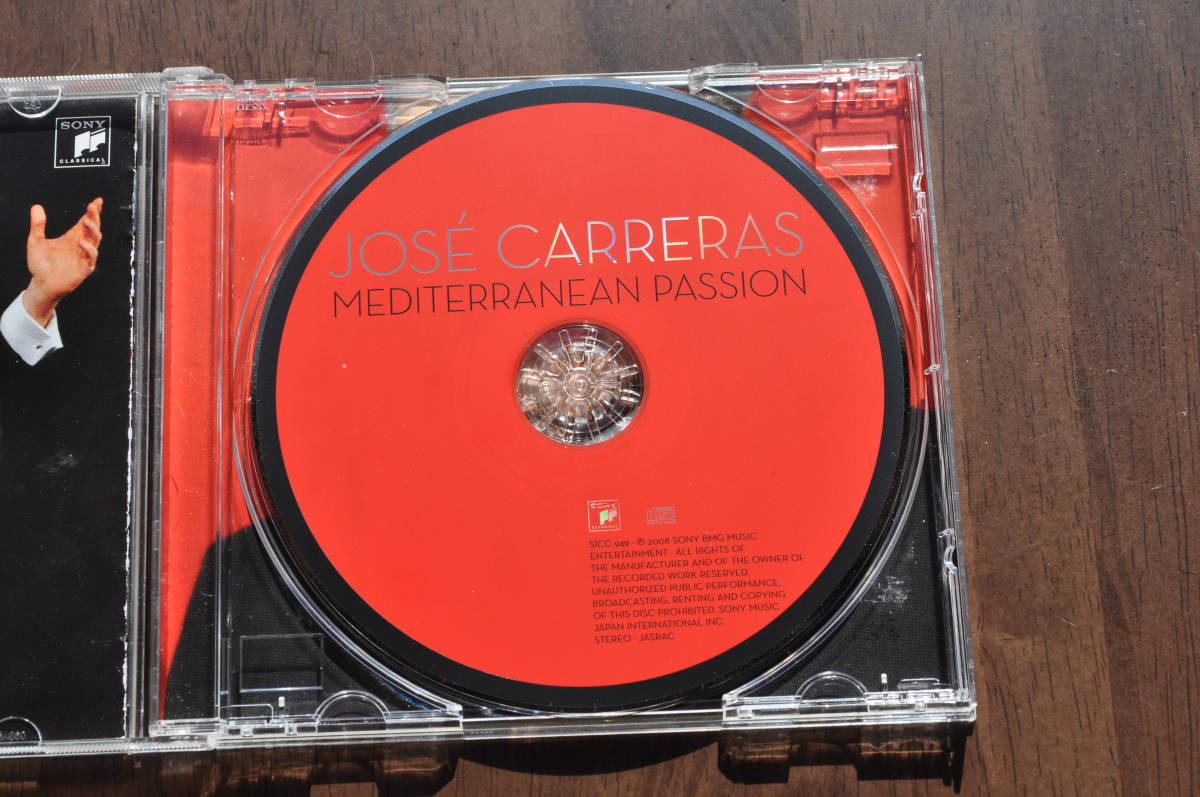 SONY
CLASSICAL
JOSÉ CARRERAS
MEDITERRANEAN PASSION
SONY
CLASSICAL
SICC 949 · ℗ 2008 SONY BMG MUSIC
ENTERTAINMENT · ALL RIGHTS OF
THE MANUFACTURER AND OF THE OWNER OF
THE RECORDED WORK RESERVED.
UNAUTHORIZED PUBLIC PERFORMANCE,
BROADCASTING, RENTING AND COPYING
OF THIS DISC PROHIBITED. SONY MUSIC
JAPAN INTERNATIONAL INC.
STEREO · JASRAC